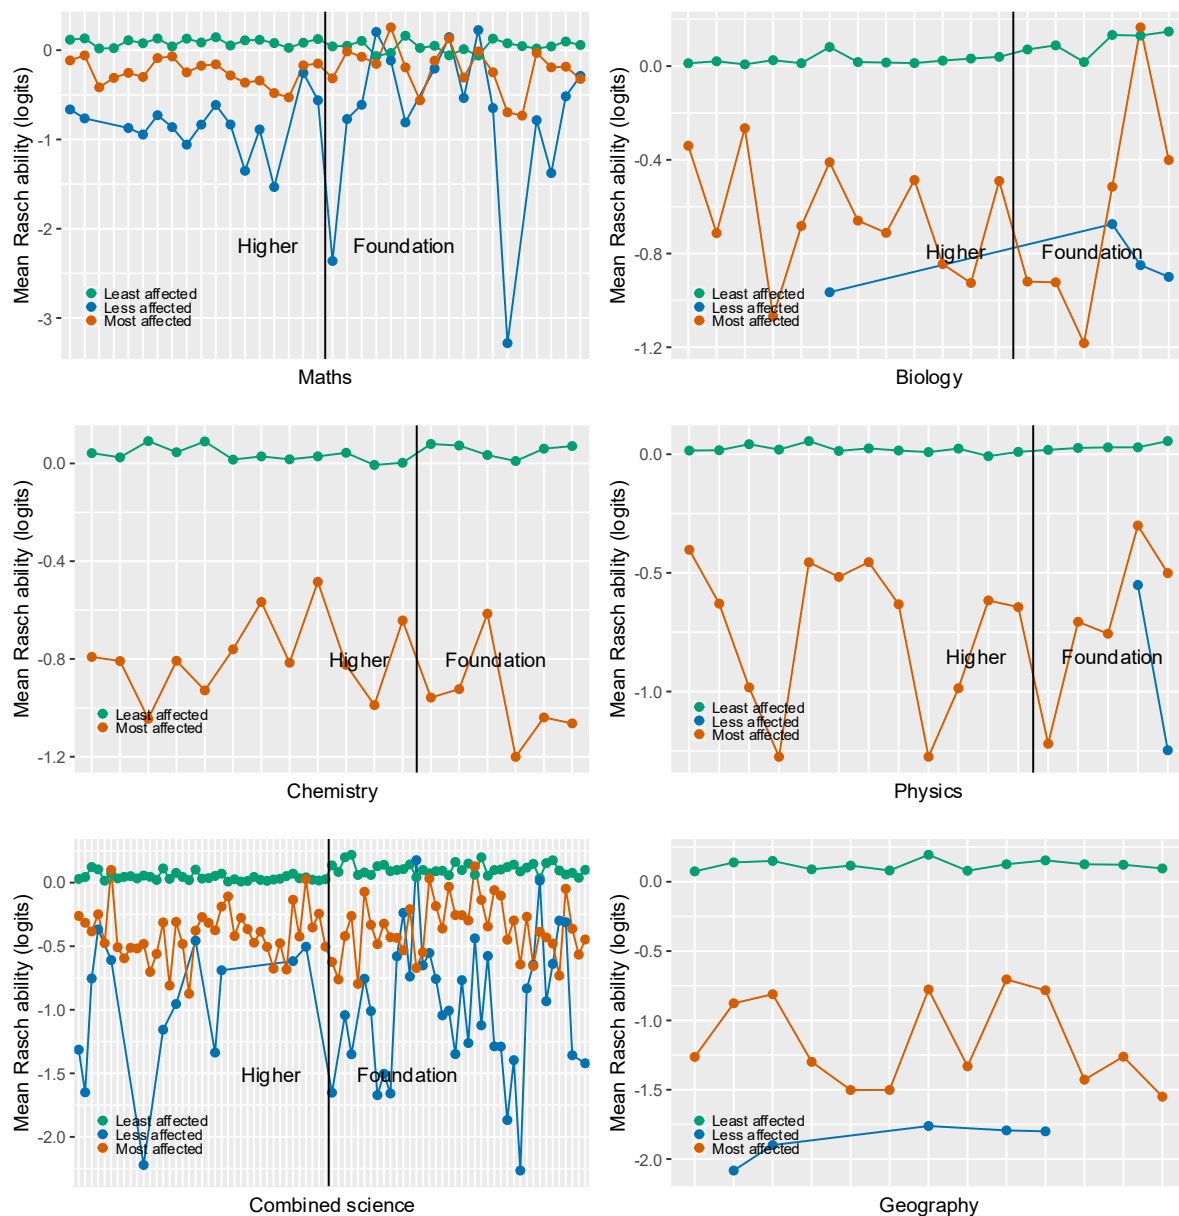 Mean Rasch ability (logits)
0
-1
-2
-3
Higher
Foundation
Least affected
Less affected
Most affected
Maths
Mean Rasch ability (logits)
0.0
-0.4
-0.8
-1.2
Higher
Foundation
Least affected
Less affected
Most affected
Biology
Mean Rasch ability (logits)
0.0
-0.4
-0.8
-1.2
Higher
Foundation
Least affected
Most affected
Chemistry
Mean Rasch ability (logits)
0.0
-0.5
-1.0
Higher
Foundation
Least affected
Less affected
Most affected
Physics
Mean Rasch ability (logits)
0.0
-0.5
-1.0
-1.5
-2.0
Higher
Foundation
Least affected
Less affected
Most affected
Combined science
Mean Rasch ability (logits)
0.0
-0.5
-1.0
-1.5
-2.0
Least affected
Less affected
Most affected
Geography